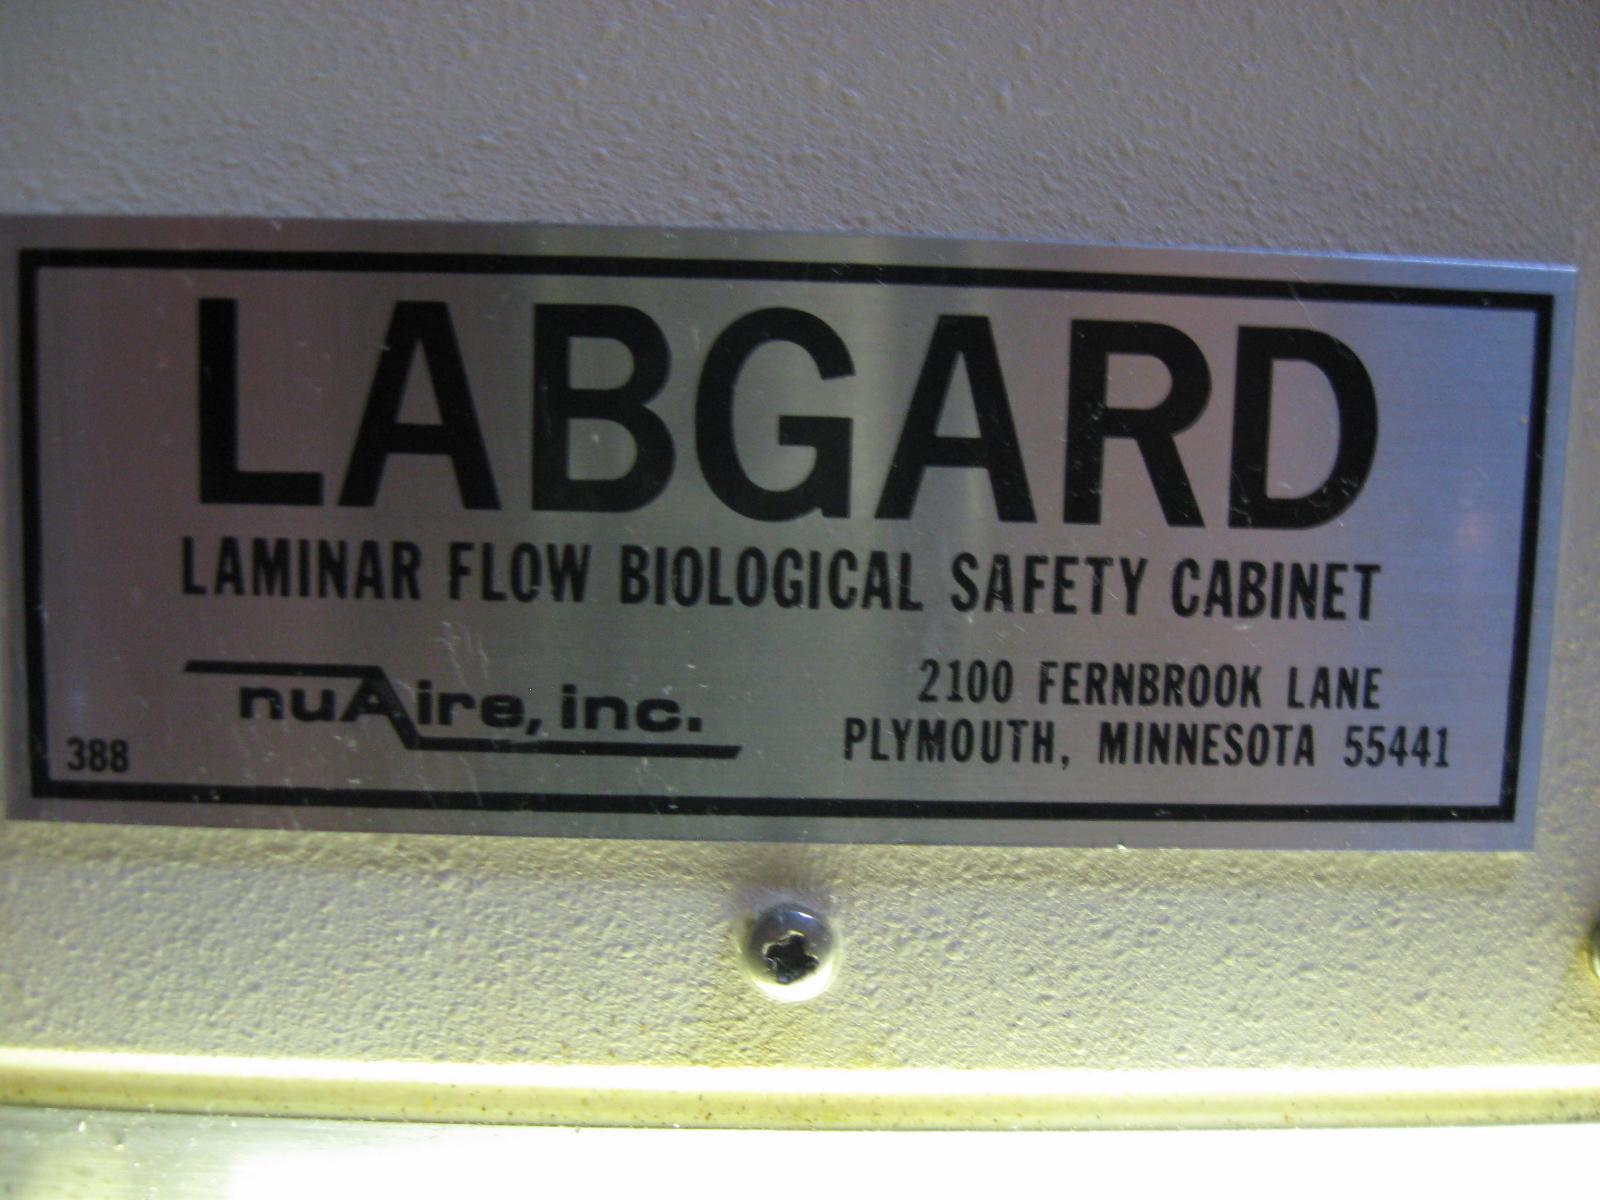 LABGARD
LAMINAR FLOW BIOLOGICAL SAFETY CABINET
nuAire, inc.
2100 FERNBROOK LANE
PLYMOUTH, MINNESOTA 55441
388